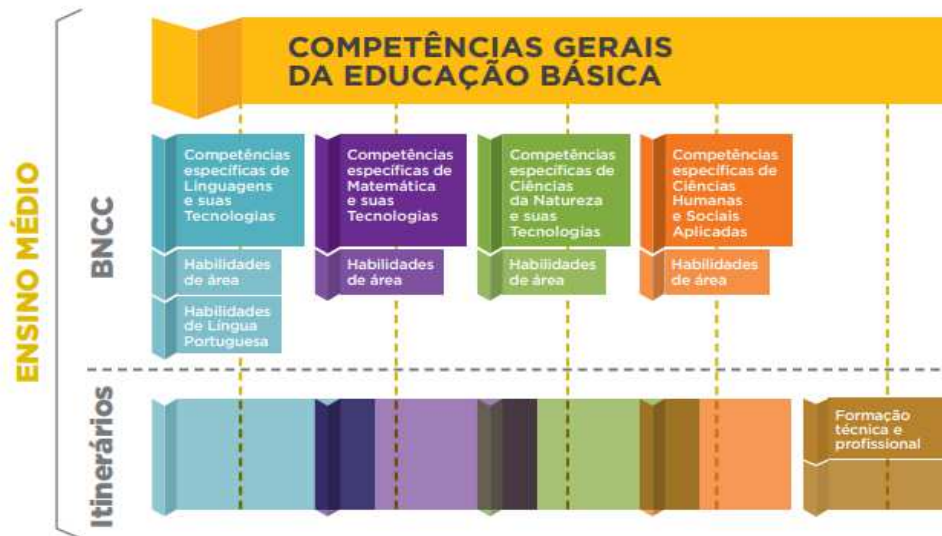 COMPETÊNCIAS GERAIS
DA EDUCAÇÃO BÁSICA
ENSINO MÉDIO
BNCC
Competências
específicas de
Linguagens
e suas
Tecnologias
Habilidades
de área
Habilidades
de Língua
Portuguesa
Competências
específicas de
Matemática
e suas
Tecnologias
Habilidades
de área
Competências
específicas de
Ciências
da Natureza
e suas
Tecnologias
Habilidades
de área
Competências
específicas de
Ciências
Humanas
e Sociais
Aplicadas
Habilidades
de área
Itinerários
Formação
técnica e
profissional